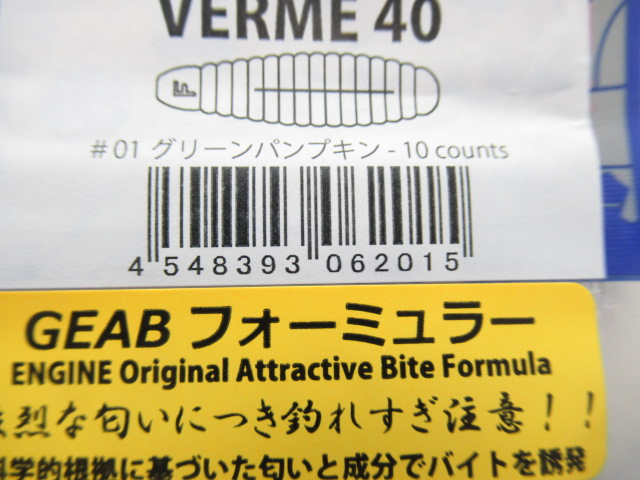 VERME 40
F
#01 グリーンパンプキン - 10 counts
4 548393 062015
GEAB フォーミュラー
ENGINE Original Attractive Bite Formula
烈な匂いにつき釣れすぎ注意！！
学的根拠に基づいた匂いと成分でバイトを誘発